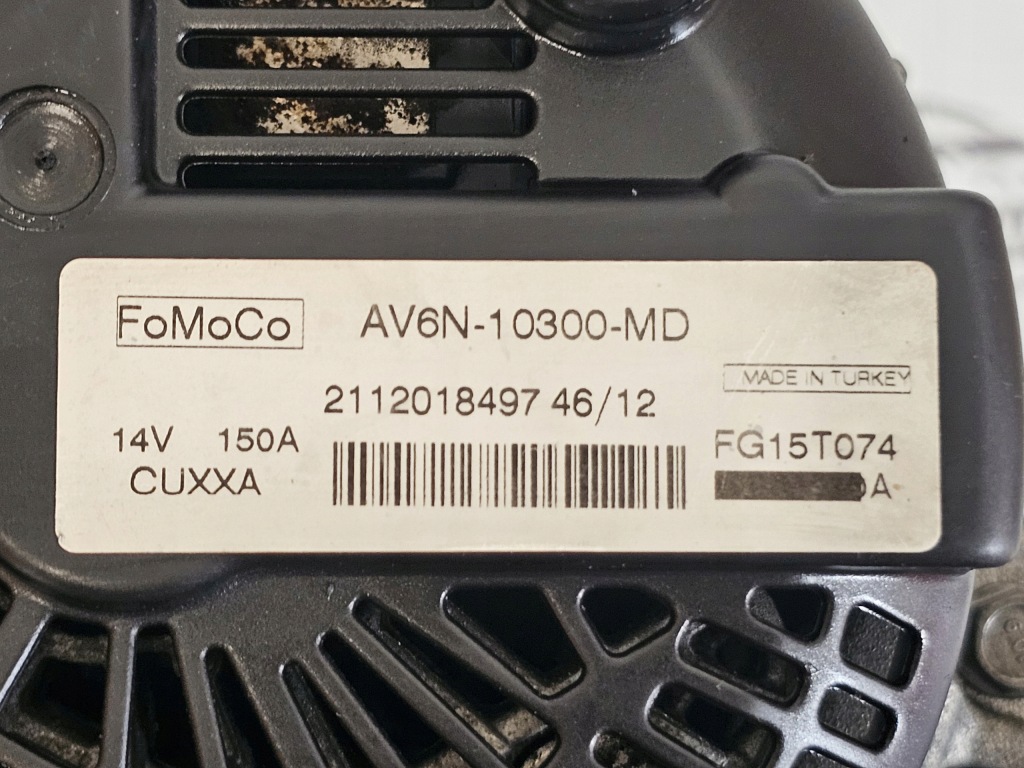 FoMoCo AV6N-10300-MD
MADE IN TURKEY
2112018497 46/12
14V 150A FG15T074
CUXXA A